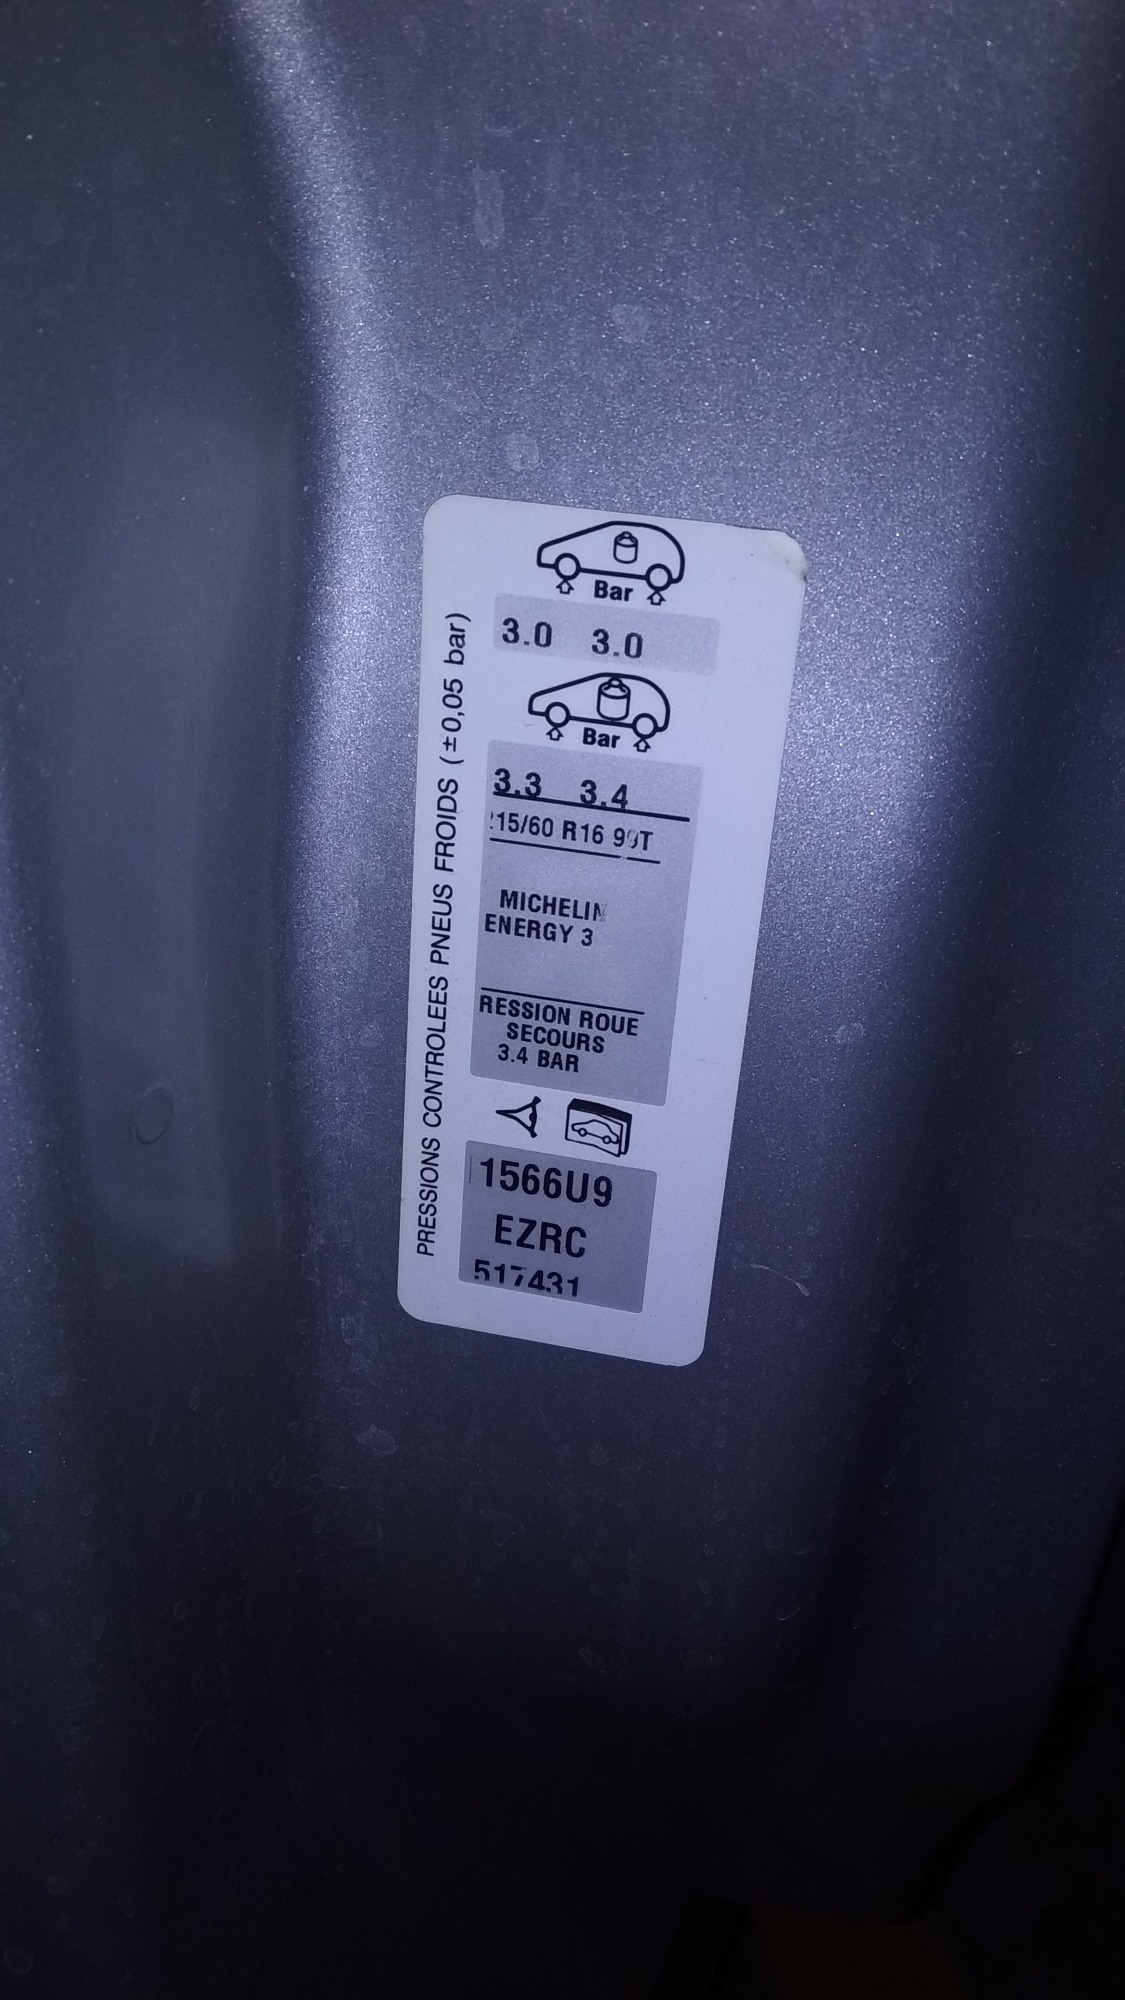 Bar
3.0 3.0
Bar
3.3 3.4
15/60 R16 99T
MICHELIN
ENERGY 3
RESSION ROUE
SECOURS
3.4 BAR
1566U9
EZRC
517431
PRESSIONS CONTROLEES PNEUS FROIDS (±0,05 bar)